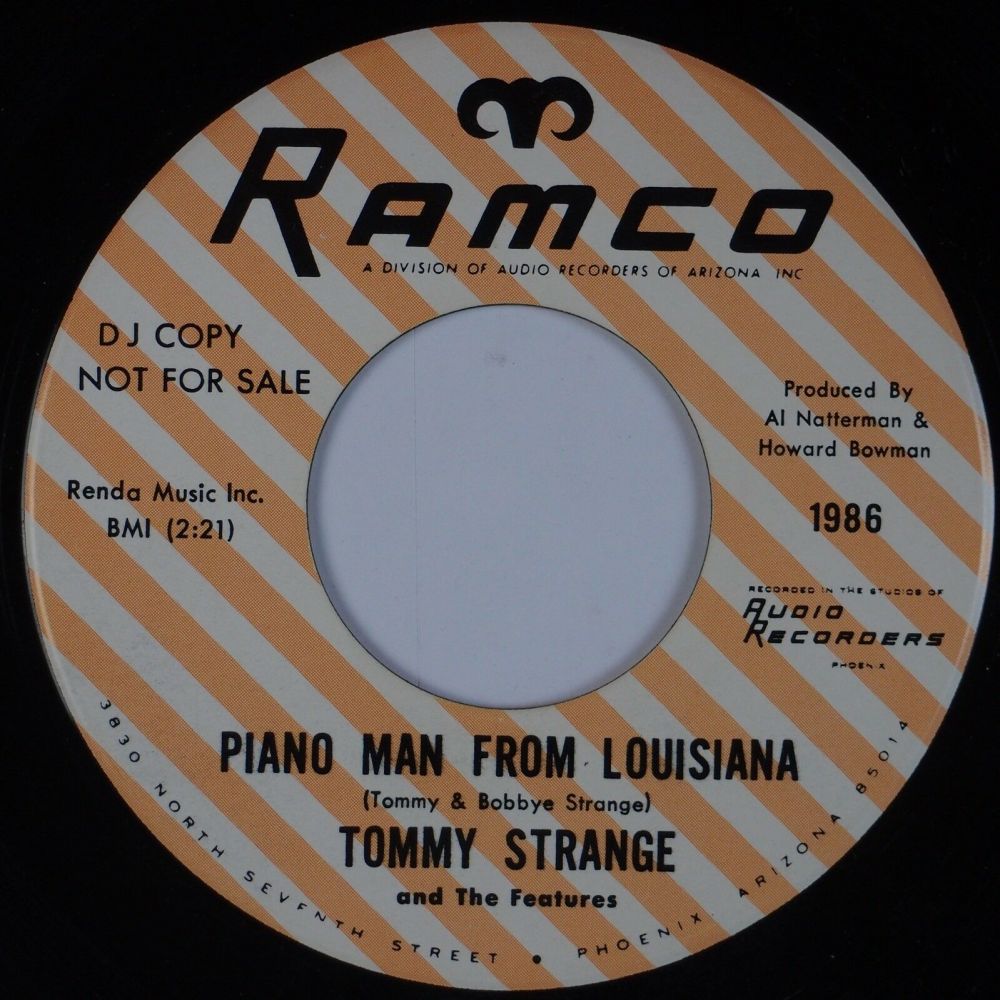 RAMCO
A DIVISION OF AUDIO RECORDERS OF ARIZONA INC
DJ COPY
NOT FOR SALE
Produced By
Al Natterman &
Howard Bowman
Renda Music Inc.
BMI (2:21)
1986
RECORDED IN THE STUDIOS OF
AUDIO
RECORDERS
PHOENIX
PIANO MAN FROM LOUISIANA
(Tommy & Bobbye Strange)
TOMMY STRANGE
and The Features
3830 NORTH SEVENTH STREET • PHOENIX, ARIZONA 85014